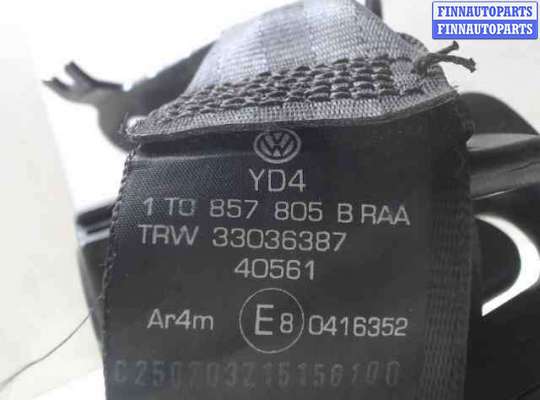 FINNAUTOPARTS
FINNAUTOPARTS
YD4
1T0 857 805 B RAA
TRW 33036387
40561
Ar4m E8 0416352